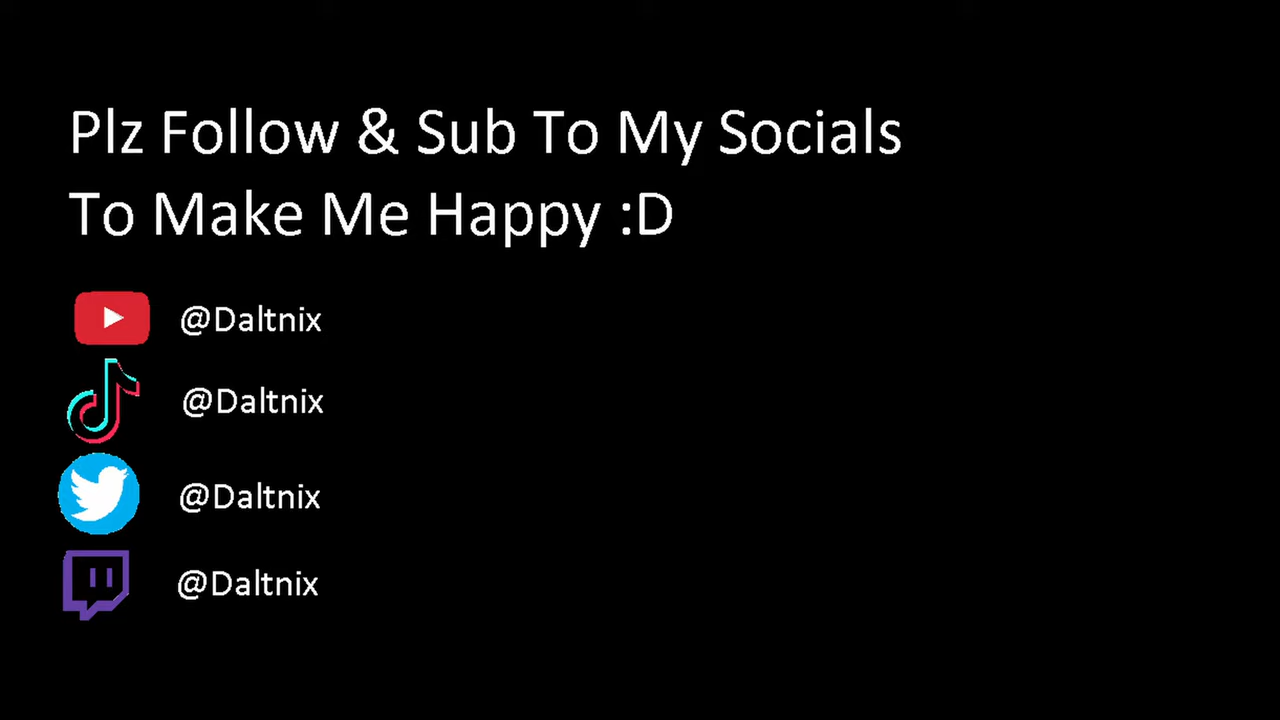 Plz Follow & Sub To My Socials
To Make Me Happy :D
@Daltnix
@Daltnix
@Daltnix
@Daltnix